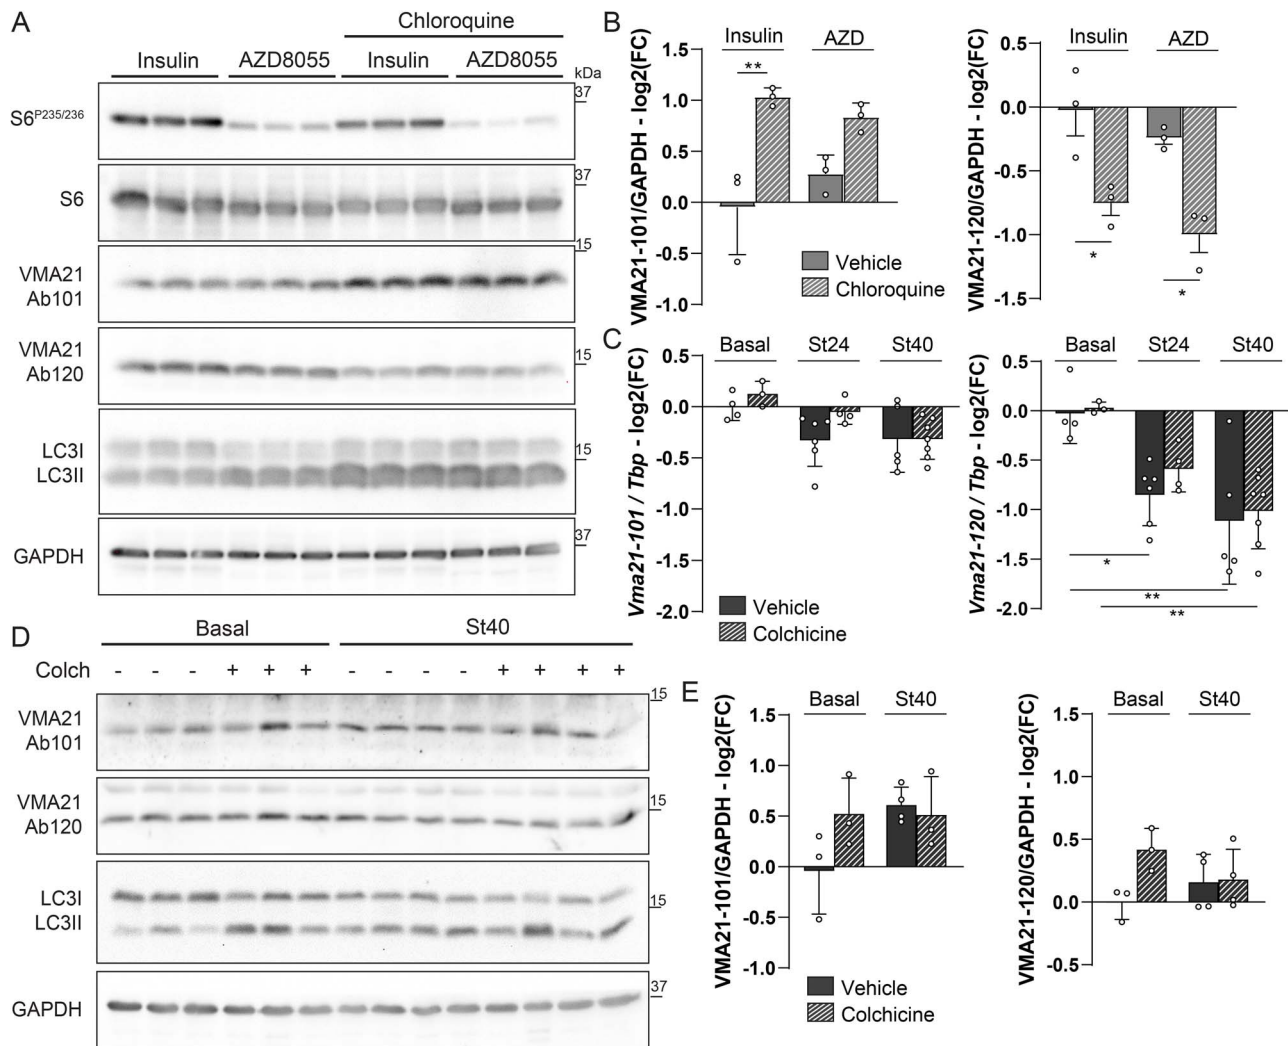 A
Chloroquine
Insulin AZD8055 Insulin AZD8055
kDa
S6P235/236
37
S6
37
VMA21
Ab101
15
VMA21
Ab120
15
LC3I
LC3II
15
GAPDH
37
B
VMA21-101/GAPDH - log2(FC)
Insulin AZD
**
1.5
1.0
0.5
0.0
-0.5
-1.0
Vehicle
Chloroquine
VMA21-120/GAPDH - log2(FC)
Insulin AZD
0.5
0.0
-0.5
-1.0
-1.5
*
*
C
Vma21-101 / Tbp - log2(FC)
Basal St24 St40
0.5
0.0
-0.5
-1.0
-1.5
-2.0
Vehicle
Colchicine
Vma21-120 / Tbp - log2(FC)
Basal St24 St40
0.5
0.0
-0.5
-1.0
-1.5
-2.0
*
**
**
D
Basal St40
Colch - - - + + + - - - - + + + +
VMA21
Ab101
15
VMA21
Ab120
15
LC3I
LC3II
15
GAPDH
37
E
VMA21-101/GAPDH - log2(FC)
Basal St40
1.5
1.0
0.5
0.0
-0.5
-1.0
Vehicle
Colchicine
VMA21-120/GAPDH - log2(FC)
Basal St40
1.5
1.0
0.5
0.0
-0.5